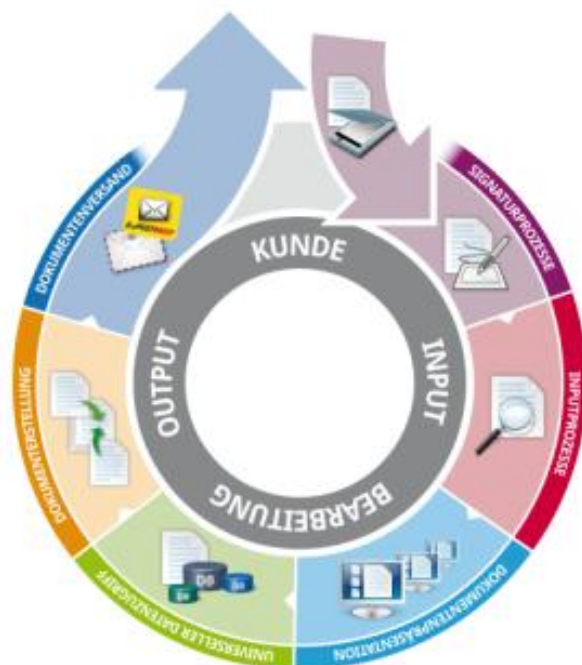 KUNDE
INPUT
BEARBEITUNG
OUTPUT
SIGNATURPROZESSE
INPUTPROZESSE
DOKUMENTENPRÄSENTATION
UNIVERSELLER DATENZUGRIFF
DOKUMENTERSTELLUNG
DOKUMENTENVERSAND
DB